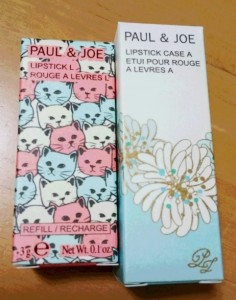 PAUL & JOE
LIPSTICK L
ROUGE A LEVRES L
REFILL / RECHARGE
e Net Wt. 0.1 oz.
PAUL & JOE
LIPSTICK CASE A
ETUI POUR ROUGE
A LEVRES A